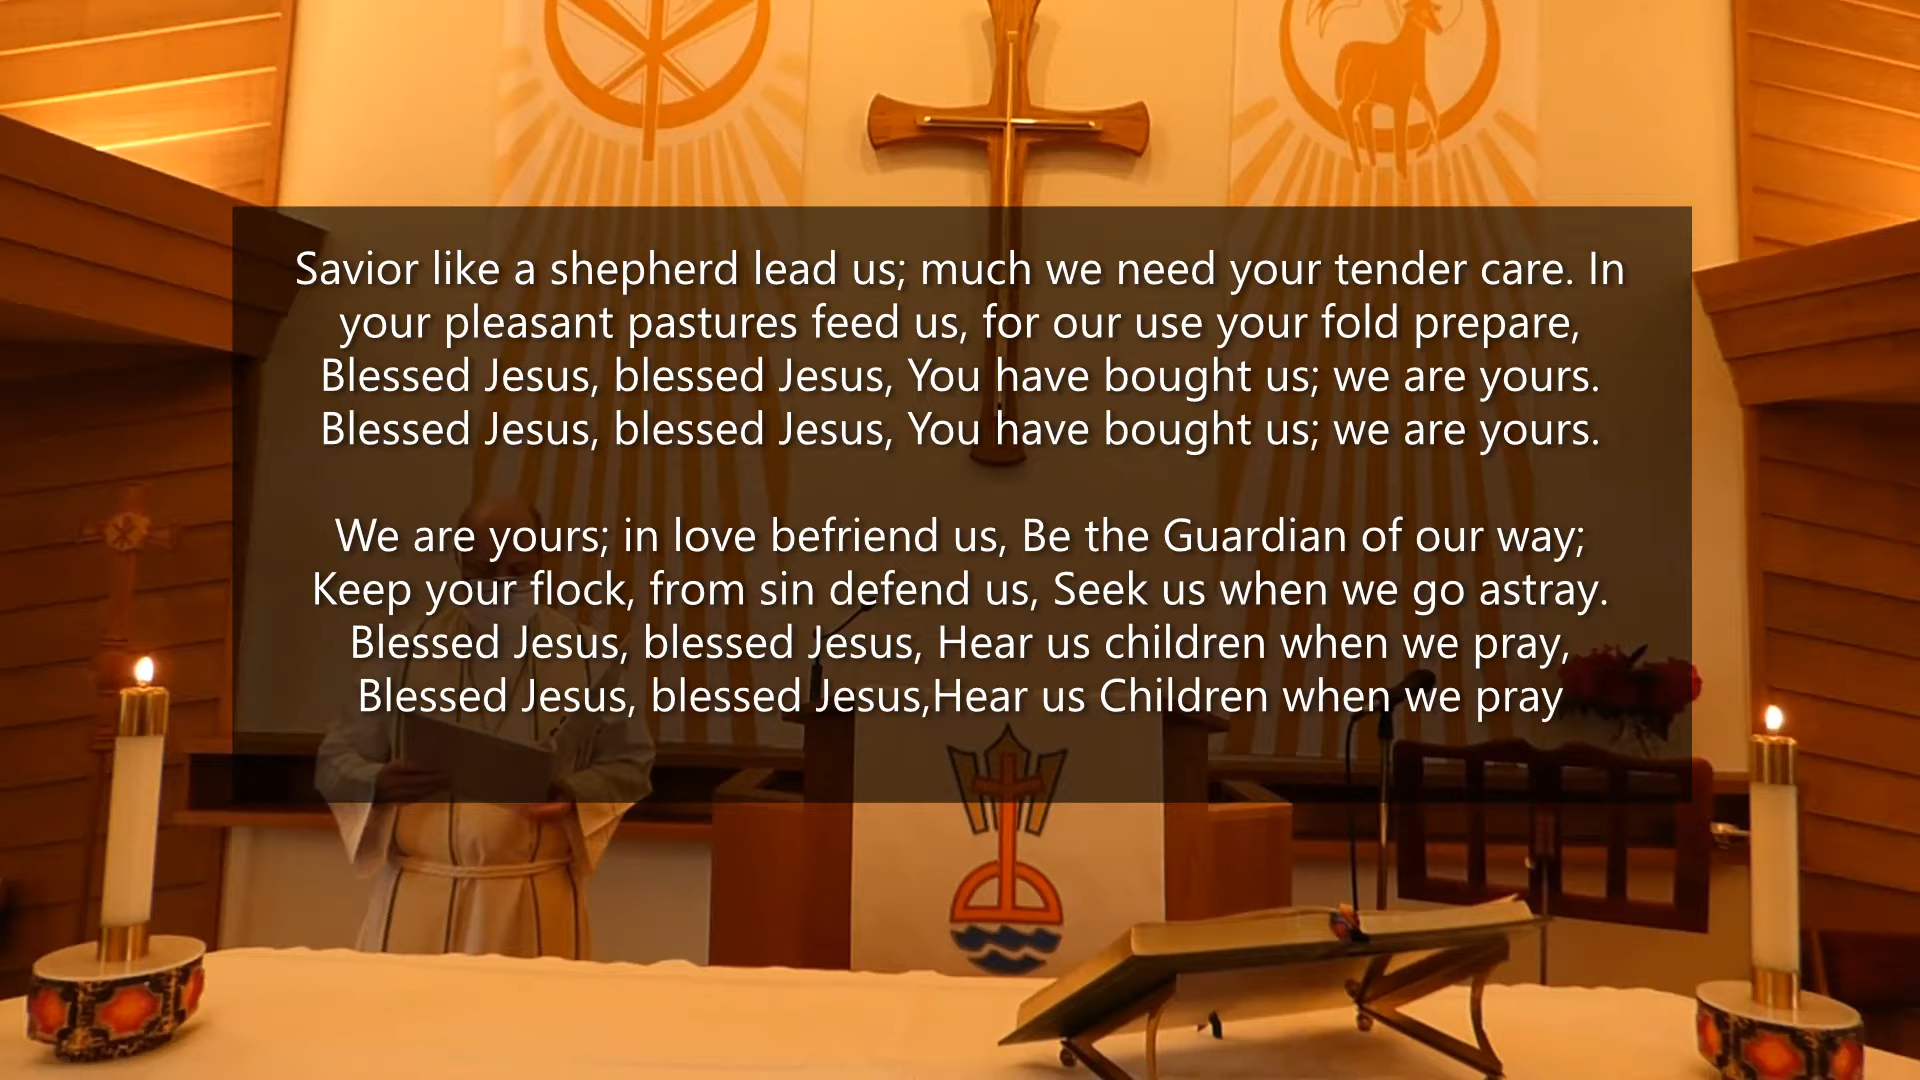 Savior like a shepherd lead us; much we need your tender care. In
your pleasant pastures feed us, for our use your fold prepare,
Blessed Jesus, blessed Jesus, You have bought us; we are yours.
Blessed Jesus, blessed Jesus, You have bought us; we are yours.
We are yours; in love befriend us, Be the Guardian of our way;
Keep your flock, from sin defend us, Seek us when we go astray.
Blessed Jesus, blessed Jesus, Hear us children when we pray,
Blessed Jesus, blessed Jesus,Hear us Children when we pray